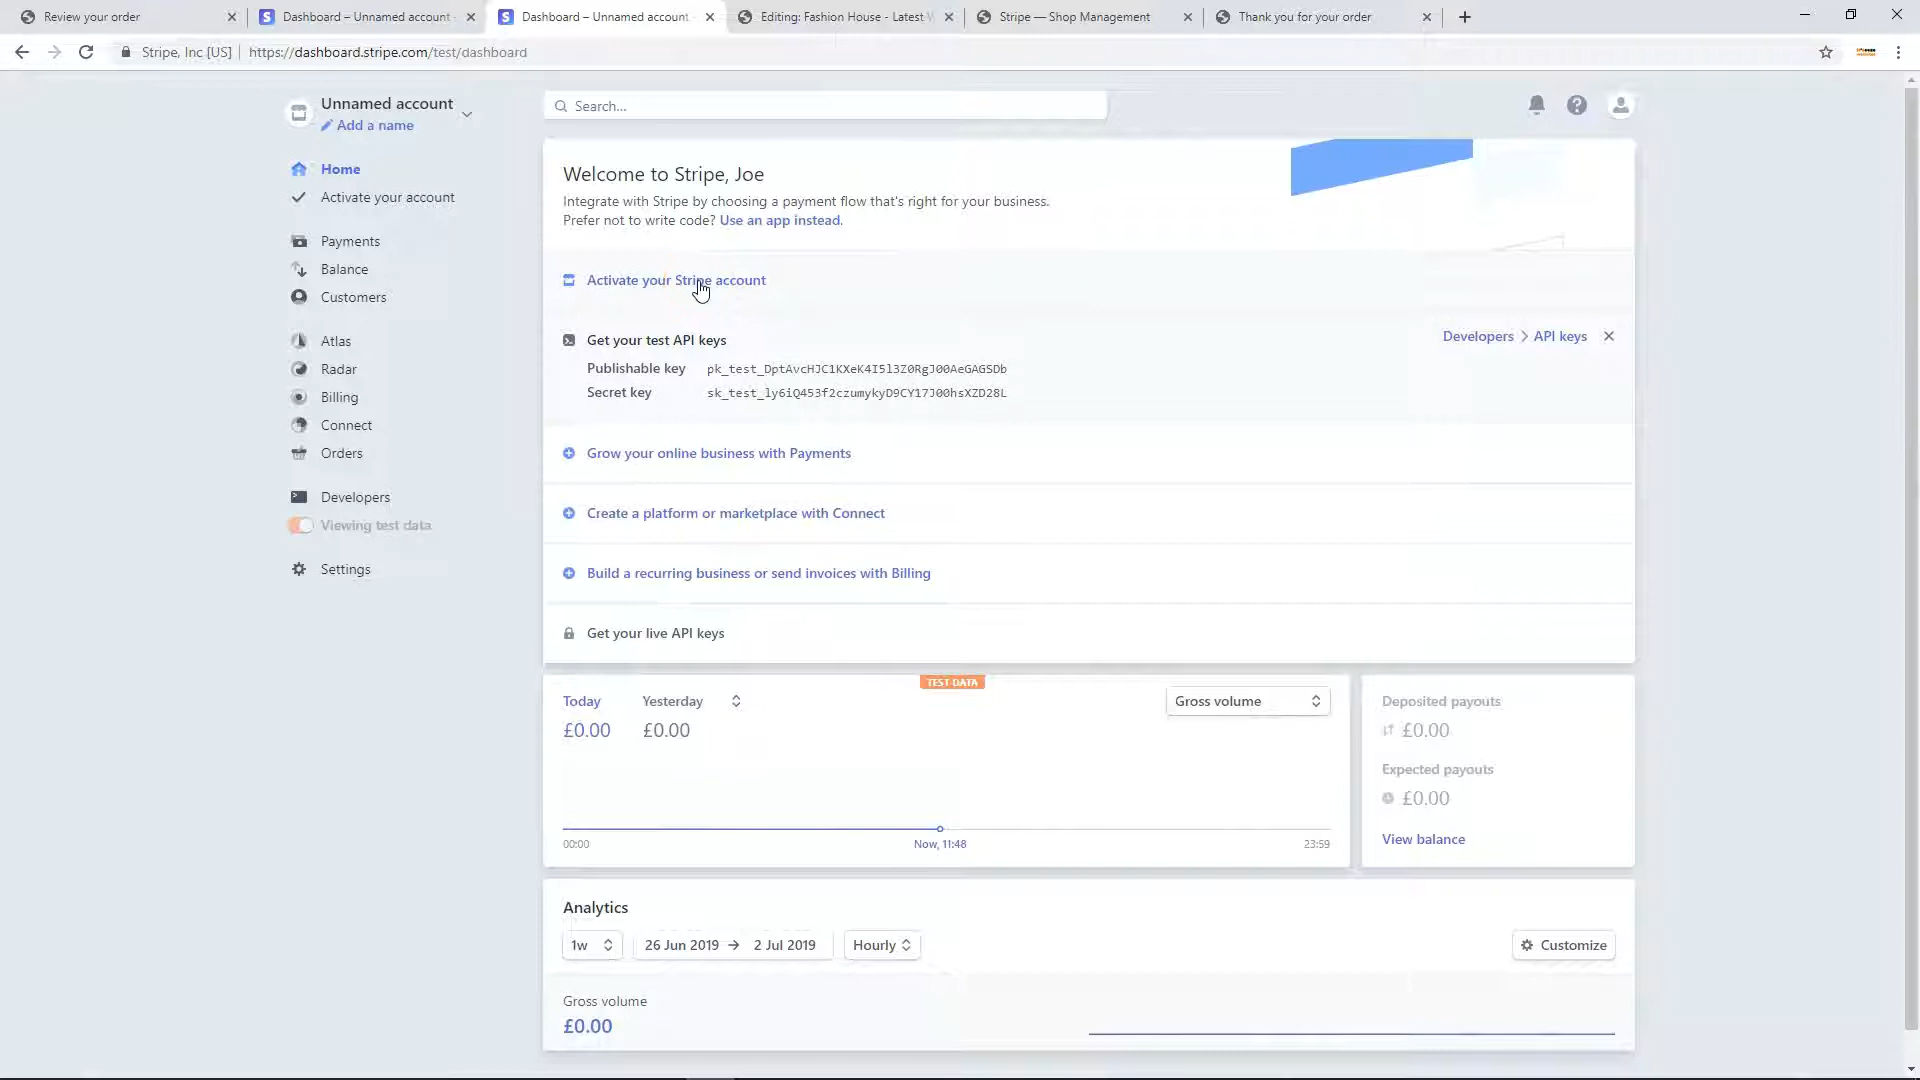 Review your order
Dashboard – Unnamed account
Dashboard – Unnamed account
Editing: Fashion House - Latest
Stripe — Shop Management
Thank you for your order
Stripe, Inc [US]
https://dashboard.stripe.com/test/dashboard
Unnamed account
Add a name
Search...
Home
Activate your account
Payments
Balance
Customers
Atlas
Radar
Billing
Connect
Orders
Developers
Viewing test data
Settings
Welcome to Stripe, Joe
Integrate with Stripe by choosing a payment flow that's right for your business.
Prefer not to write code? Use an app instead.
Activate your Stripe account
Get your test API keys
Developers > API keys
Publishable key pk_test_DptAvcHJC1KXeK4I5l3Z0RgJ00AeGAGSDb
Secret key sk_test_ly6iQ453f2czumykyD9CY17J00hsXZD28L
Grow your online business with Payments
Create a platform or marketplace with Connect
Build a recurring business or send invoices with Billing
Get your live API keys
TEST DATA
Today Yesterday
£0.00 £0.00
Gross volume
00:00 Now, 11:48 23:59
Deposited payouts
£0.00
Expected payouts
£0.00
View balance
Analytics
1w 26 Jun 2019 → 2 Jul 2019 Hourly
Customize
Gross volume
£0.00